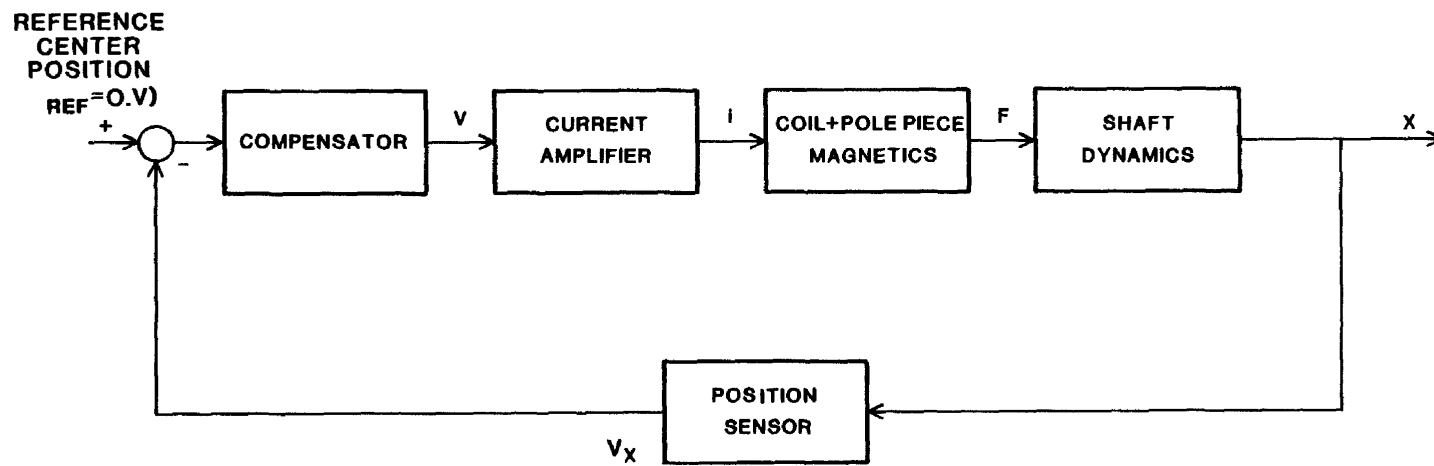 REFERENCE
CENTER
POSITION
REF=O.V)
+
-
COMPENSATOR
V
CURRENT
AMPLIFIER
i
COIL+POLE PIECE
MAGNETICS
F
SHAFT
DYNAMICS
X
POSITION
SENSOR
VX